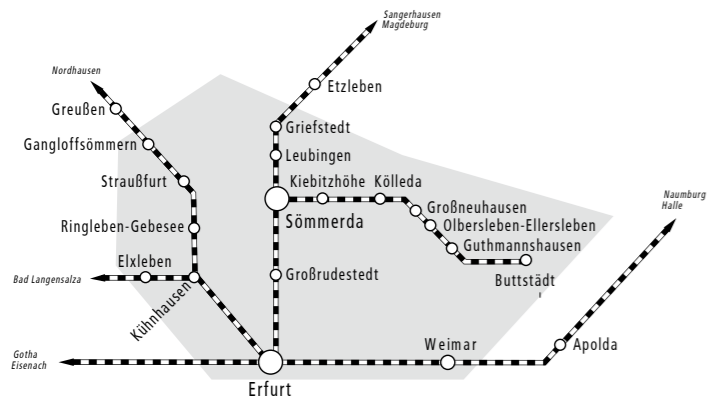 Sangerhausen
Magdeburg
Nordhausen
Etzleben
Greußen
Griefstedt
Gangloffsömmern
Leubingen
Straußfurt
Kiebitzhöhe
Kölleda
Naumburg
Halle
Großneuhausen
Sömmerda
Olbersleben-Ellersleben
Ringleben-Gebesee
Guthmannshausen
Elxleben
Großrudestedt
Bad Langensalza
Buttstädt
Kühnhausen
Weimar
Apolda
Gotha
Eisenach
Erfurt